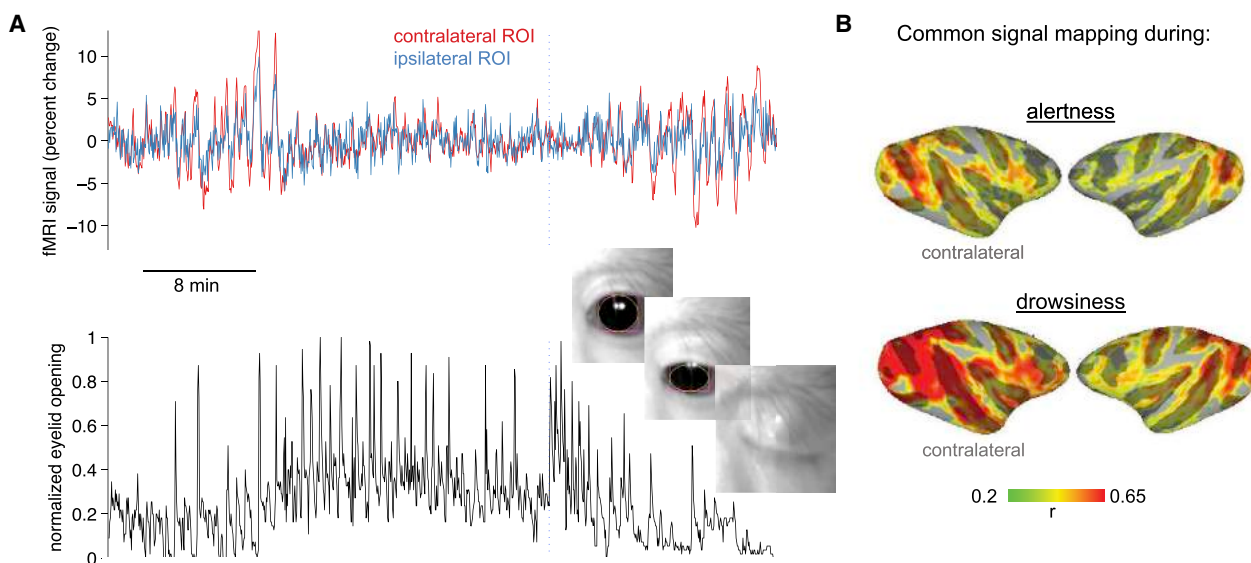 A
fMRI signal (percent change)
10
5
0
−5
−10
contralateral ROI
ipsilateral ROI
8 min
normalized eyelid opening
1
0.8
0.6
0.4
0.2
0
B
Common signal mapping during:
alertness
contralateral
drowsiness
contralateral
0.2 0.65
r